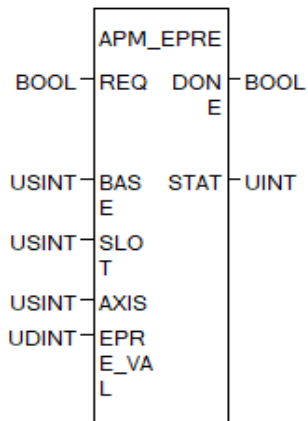 APM_EPRE
BOOL REQ DON BOOL
E
USINT BAS STAT UINT
E
USINT SLO
T
USINT AXIS
UDINT EPR
E_VA
L